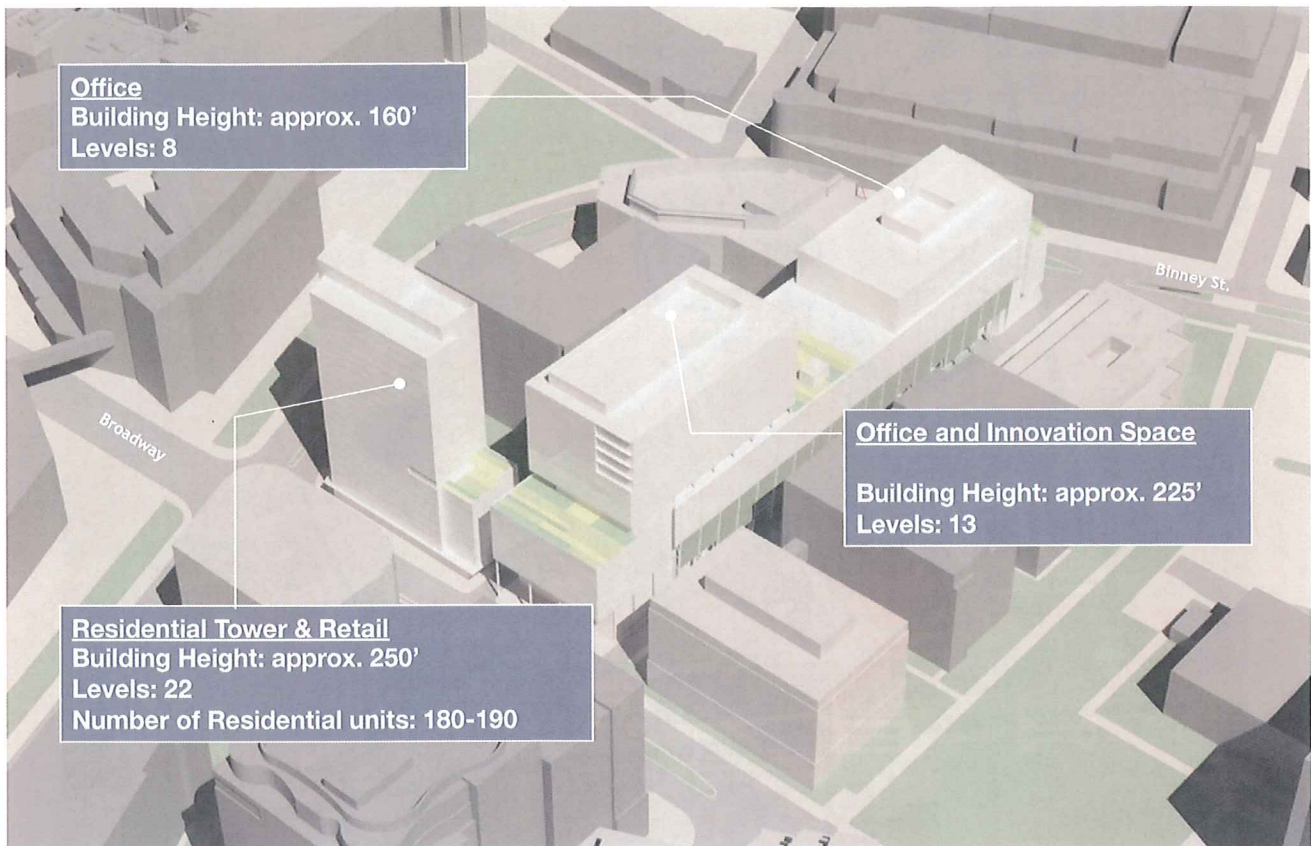 Office
Building Height: approx. 160’
Levels: 8
Binney St.
Broadway
Office and Innovation Space
Building Height: approx. 225’
Levels: 13
Residential Tower & Retail
Building Height: approx. 250’
Levels: 22
Number of Residential units: 180-190